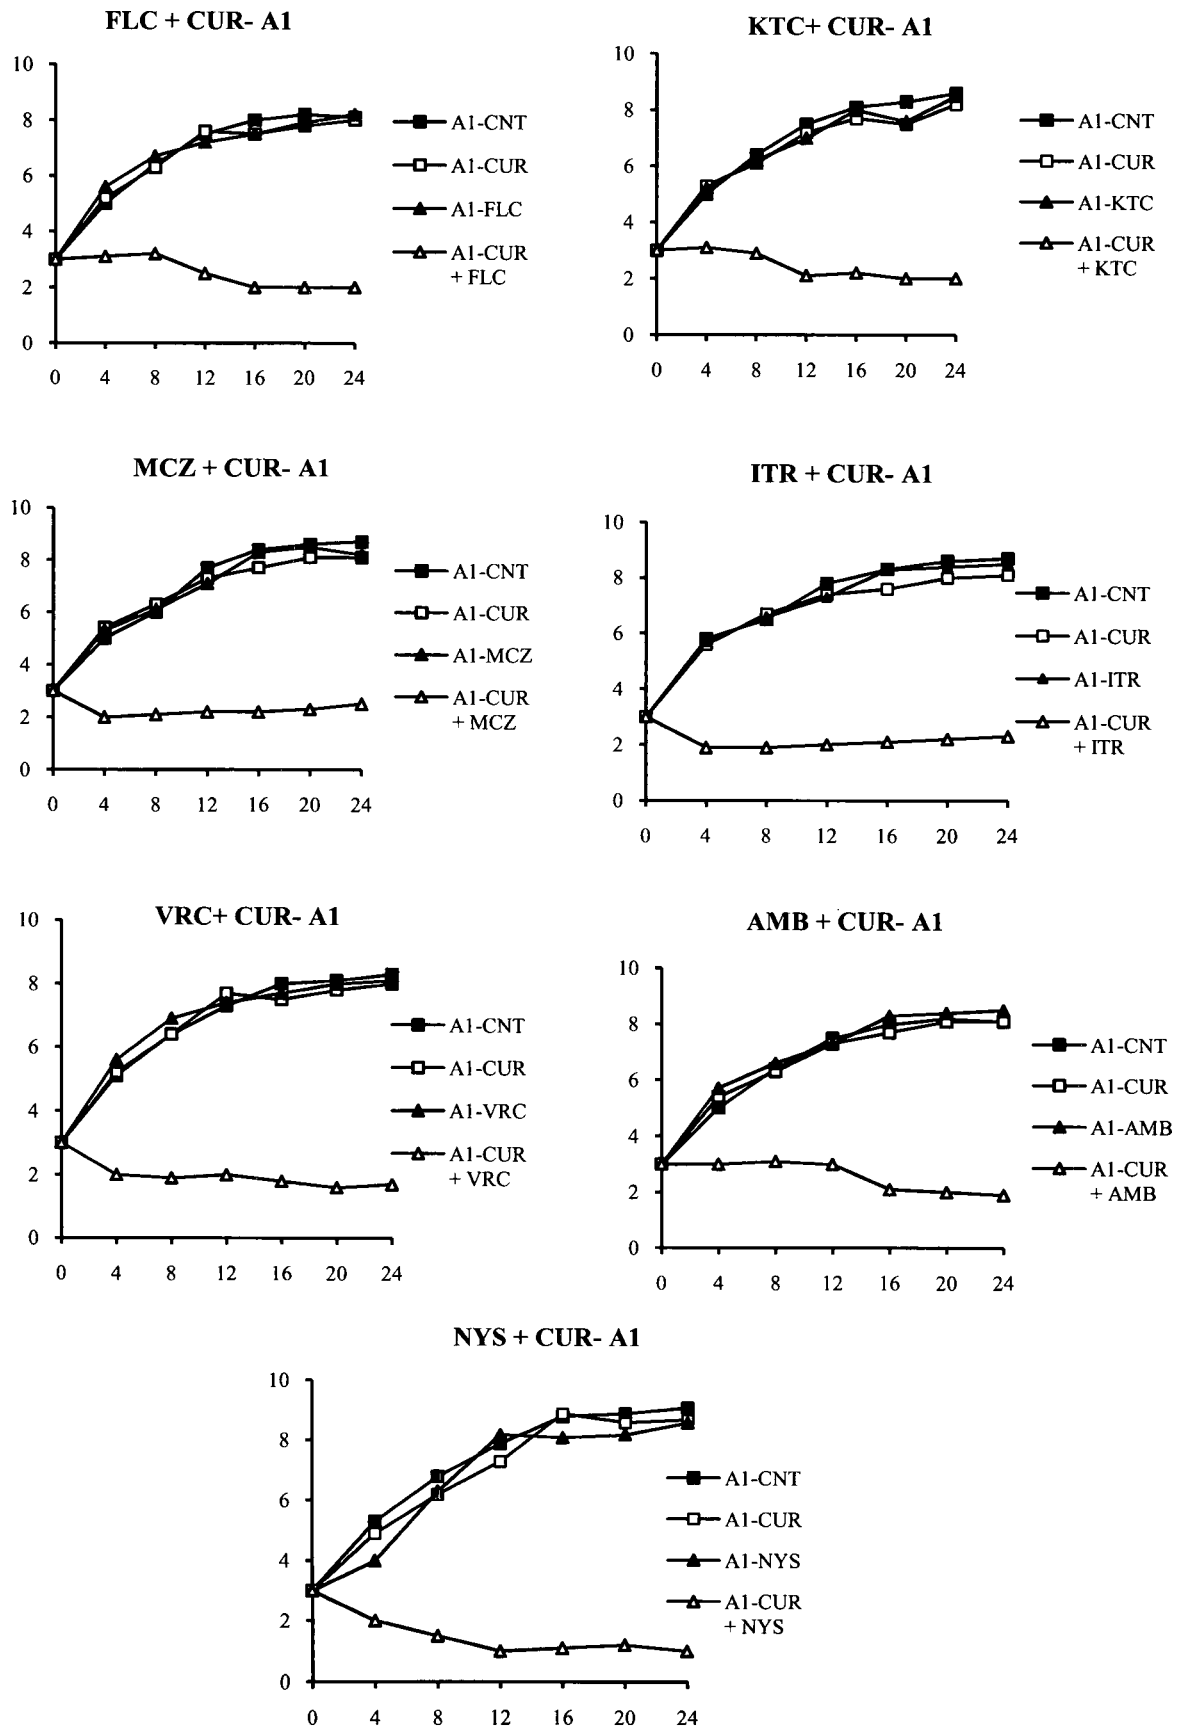 FLC + CUR- A1
10
8
6
4
2
0
0 4 8 12 16 20 24
A1-CNT
A1-CUR
A1-FLC
A1-CUR
+ FLC
KTC+ CUR- A1
10
8
6
4
2
0
0 4 8 12 16 20 24
A1-CNT
A1-CUR
A1-KTC
A1-CUR
+ KTC
MCZ + CUR- A1
10
8
6
4
2
0
0 4 8 12 16 20 24
A1-CNT
A1-CUR
A1-MCZ
A1-CUR
+ MCZ
ITR + CUR- A1
10
8
6
4
2
0
0 4 8 12 16 20 24
A1-CNT
A1-CUR
A1-ITR
A1-CUR
+ ITR
VRC+ CUR- A1
10
8
6
4
2
0
0 4 8 12 16 20 24
A1-CNT
A1-CUR
A1-VRC
A1-CUR
+ VRC
AMB + CUR- A1
10
8
6
4
2
0
0 4 8 12 16 20 24
A1-CNT
A1-CUR
A1-AMB
A1-CUR
+ AMB
NYS + CUR- A1
10
8
6
4
2
0
0 4 8 12 16 20 24
A1-CNT
A1-CUR
A1-NYS
A1-CUR
+ NYS